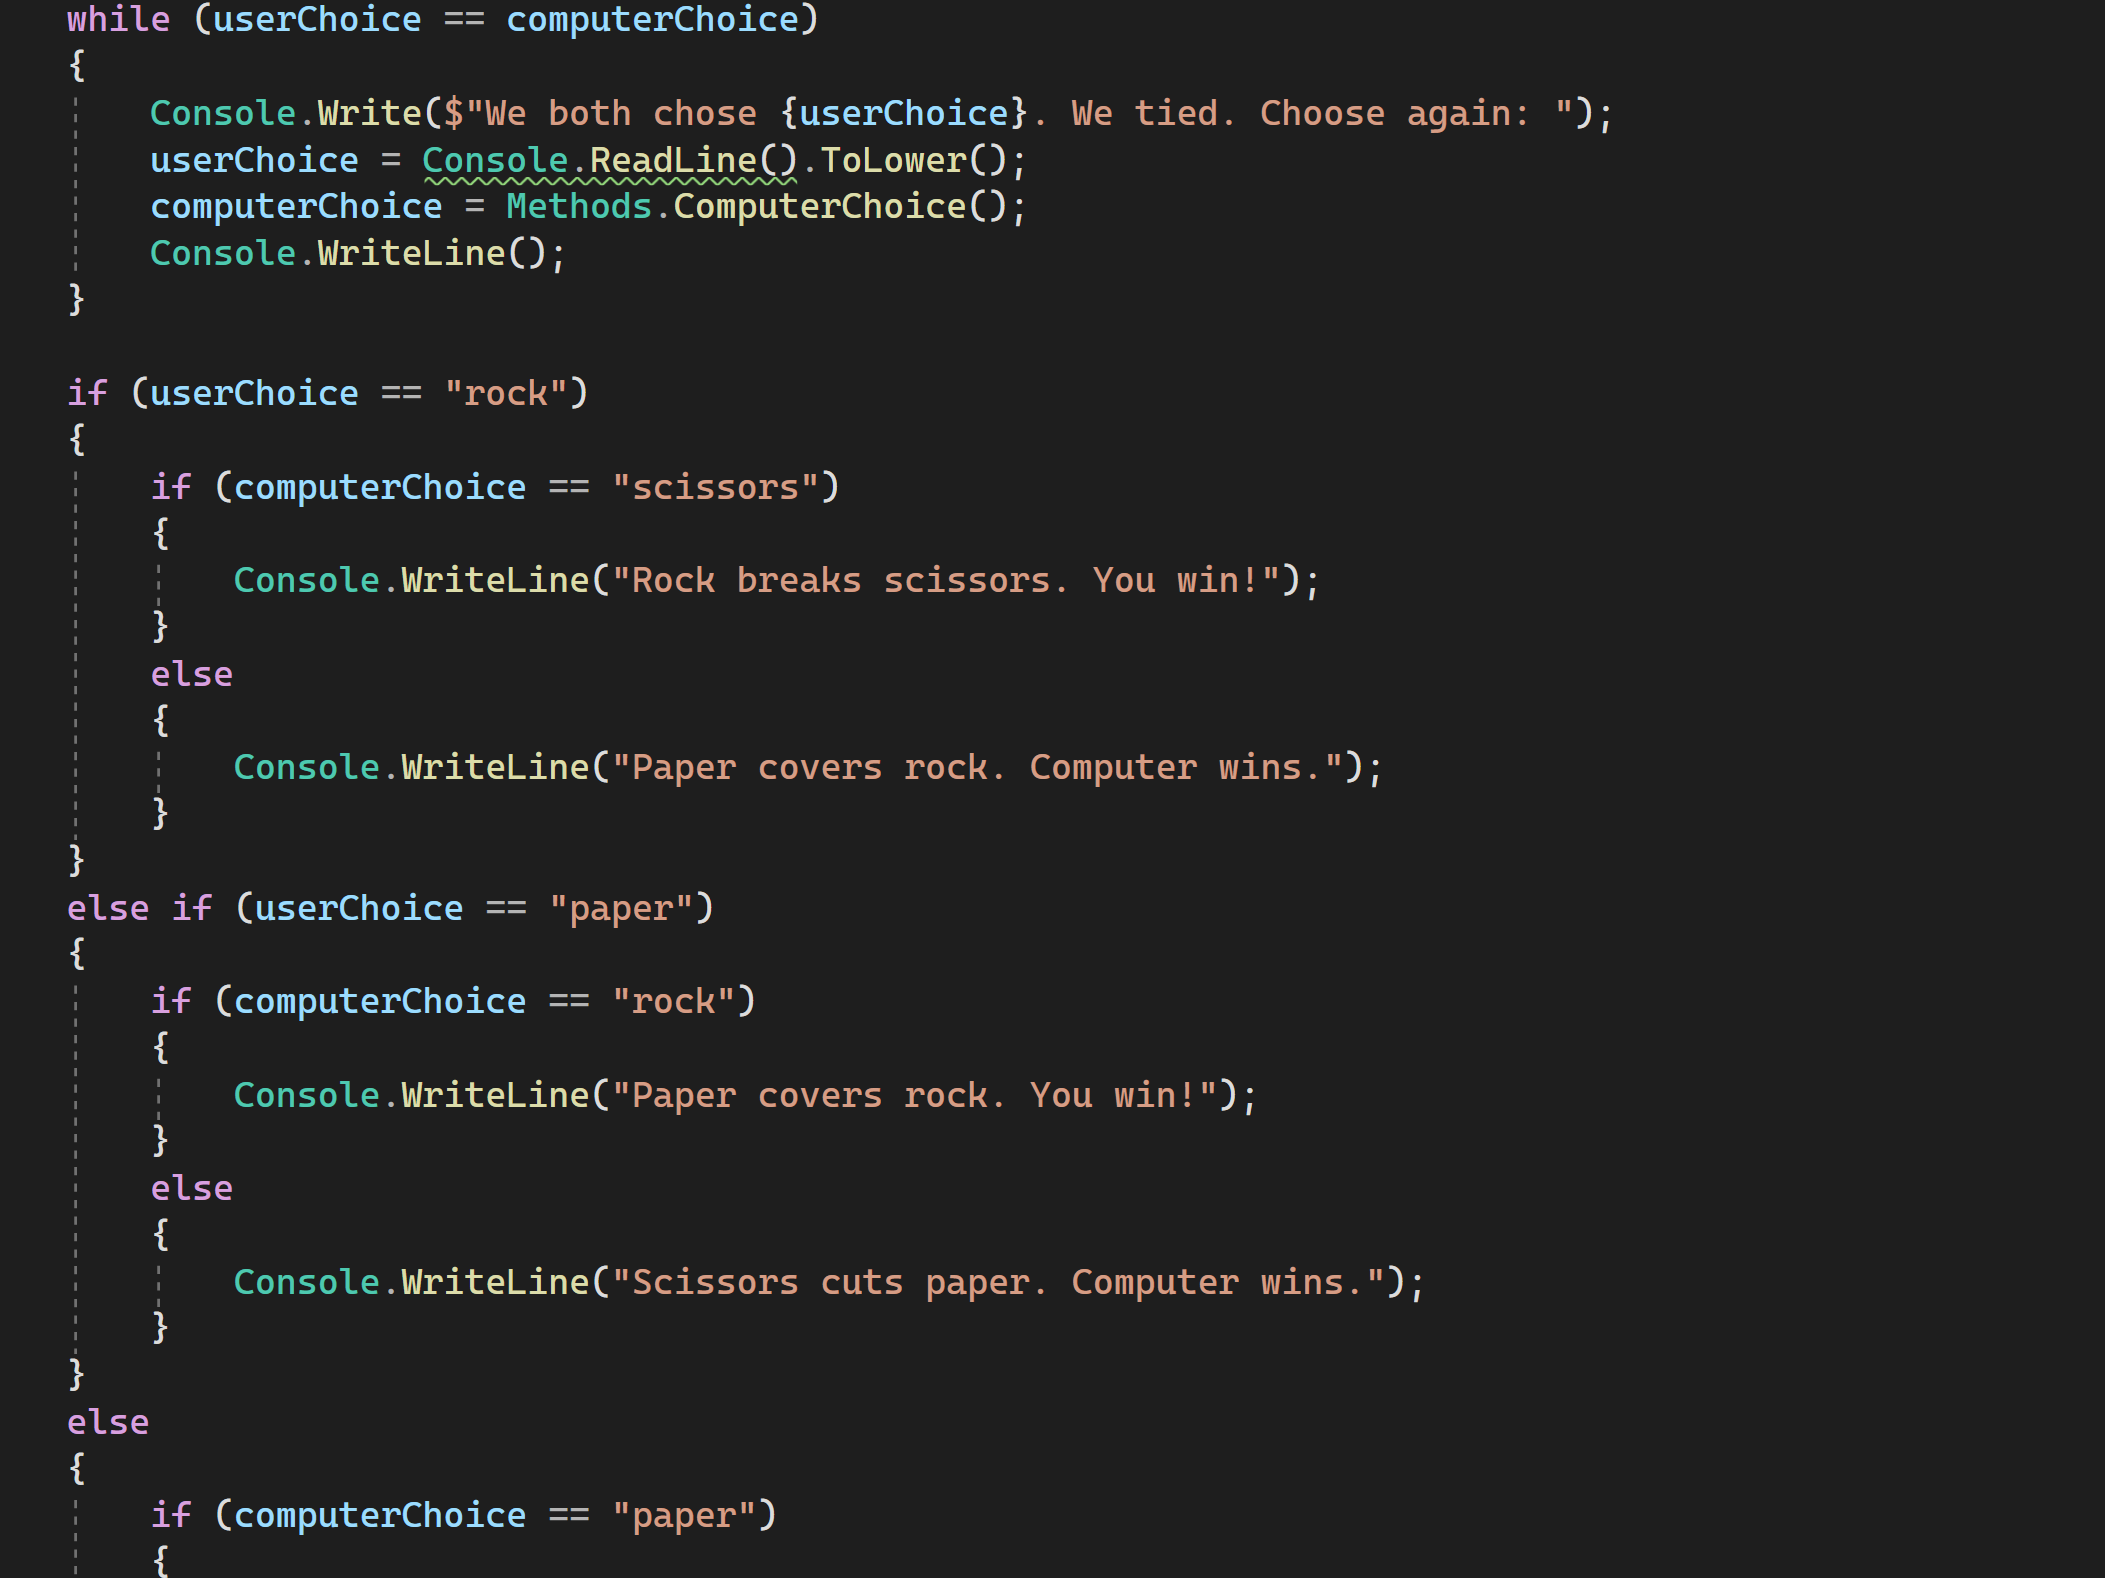 while (userChoice == computerChoice)
{
    Console.Write($"We both chose {userChoice}. We tied. Choose again: ");
    userChoice = Console.ReadLine().ToLower();
    computerChoice = Methods.ComputerChoice();
    Console.WriteLine();
}

if (userChoice == "rock")
{
    if (computerChoice == "scissors")
    {
        Console.WriteLine("Rock breaks scissors. You win!");
    }
    else
    {
        Console.WriteLine("Paper covers rock. Computer wins.");
    }
}
else if (userChoice == "paper")
{
    if (computerChoice == "rock")
    {
        Console.WriteLine("Paper covers rock. You win!");
    }
    else
    {
        Console.WriteLine("Scissors cuts paper. Computer wins.");
    }
}
else
{
    if (computerChoice == "paper")
    {